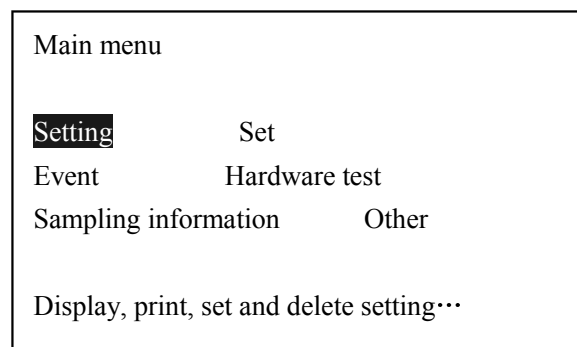 Main menu
Setting Set
Event Hardware test
Sampling information Other
Display, print, set and delete setting⋯